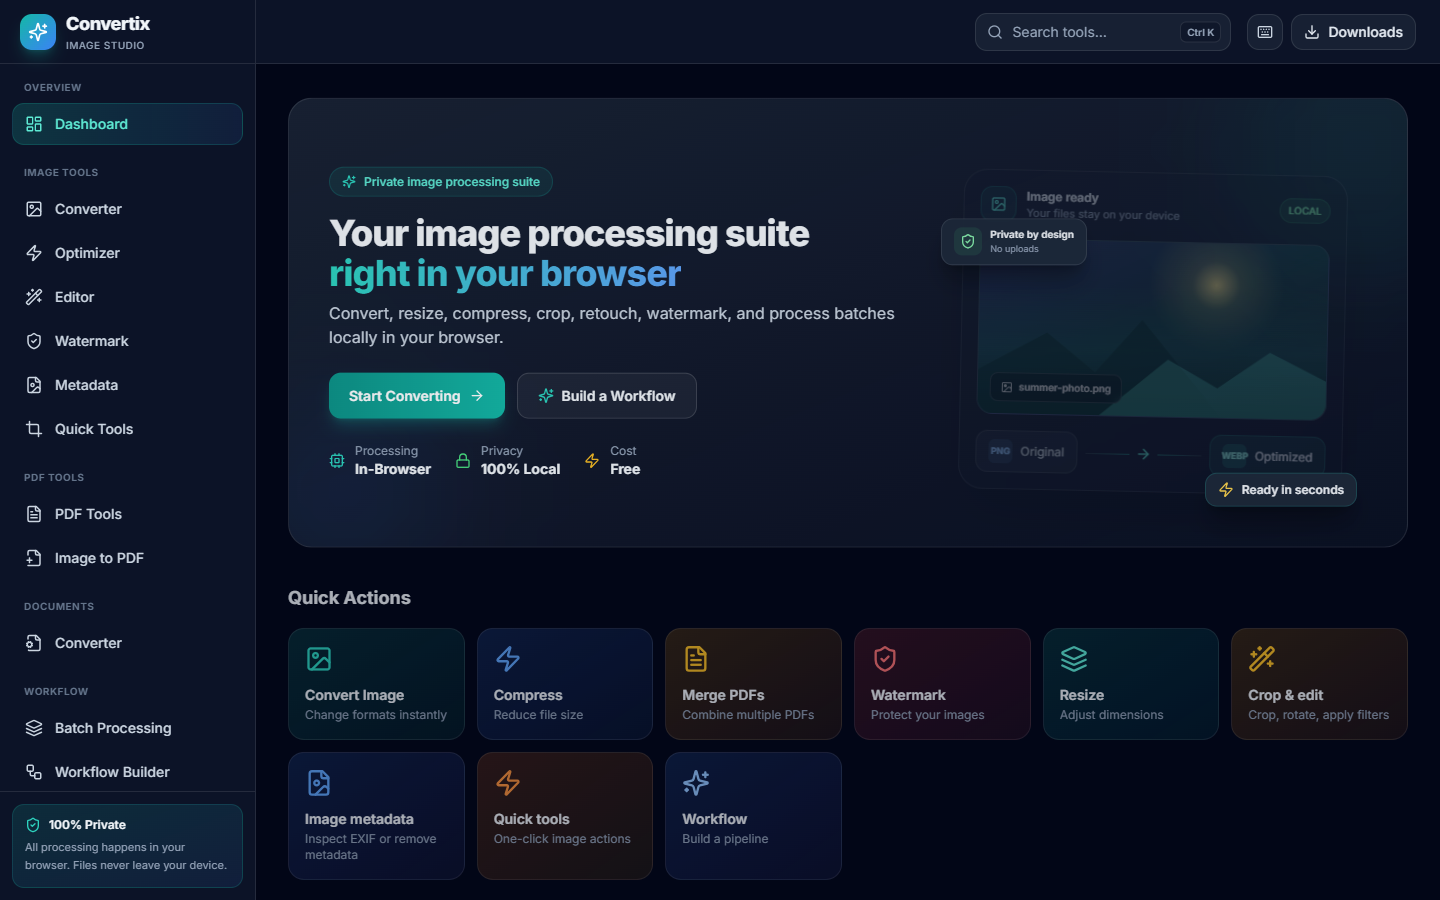 Convertix
IMAGE STUDIO
Search tools...
Ctrl K
Downloads
OVERVIEW
Dashboard
IMAGE TOOLS
Converter
Optimizer
Editor
Watermark
Metadata
Quick Tools
PDF TOOLS
PDF Tools
Image to PDF
DOCUMENTS
Converter
WORKFLOW
Batch Processing
Workflow Builder
100% Private
All processing happens in your
browser. Files never leave your device.
Private image processing suite
Your image processing suite
right in your browser
Convert, resize, compress, crop, retouch, watermark, and process batches
locally in your browser.
Start Converting
Build a Workflow
Processing
In-Browser
Privacy
100% Local
Cost
Free
Image ready
Your files stay on your device
LOCAL
Private by design
No uploads
summer-photo.png
PNG
Original
WEBP
Optimized
Ready in seconds
Quick Actions
Convert Image
Change formats instantly
Compress
Reduce file size
Merge PDFs
Combine multiple PDFs
Watermark
Protect your images
Resize
Adjust dimensions
Crop & edit
Crop, rotate, apply filters
Image metadata
Inspect EXIF or remove
metadata
Quick tools
One-click image actions
Workflow
Build a pipeline